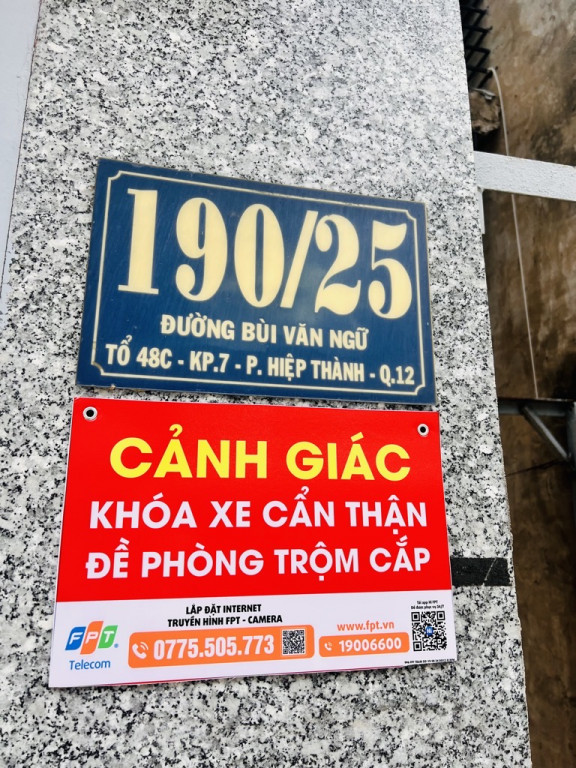 190/25
ĐƯỜNG BÙI VĂN NGỮ
TỔ 48C - KP.7 - P. HIỆP THÀNH - Q.12
CẢNH GIÁC
KHÓA XE CẨN THẬN
ĐỀ PHÒNG TRỘM CẮP
FPT
Telecom
LẮP ĐẶT INTERNET
TRUYỀN HÌNH FPT - CAMERA
0775.505.773
www.fpt.vn
19006600